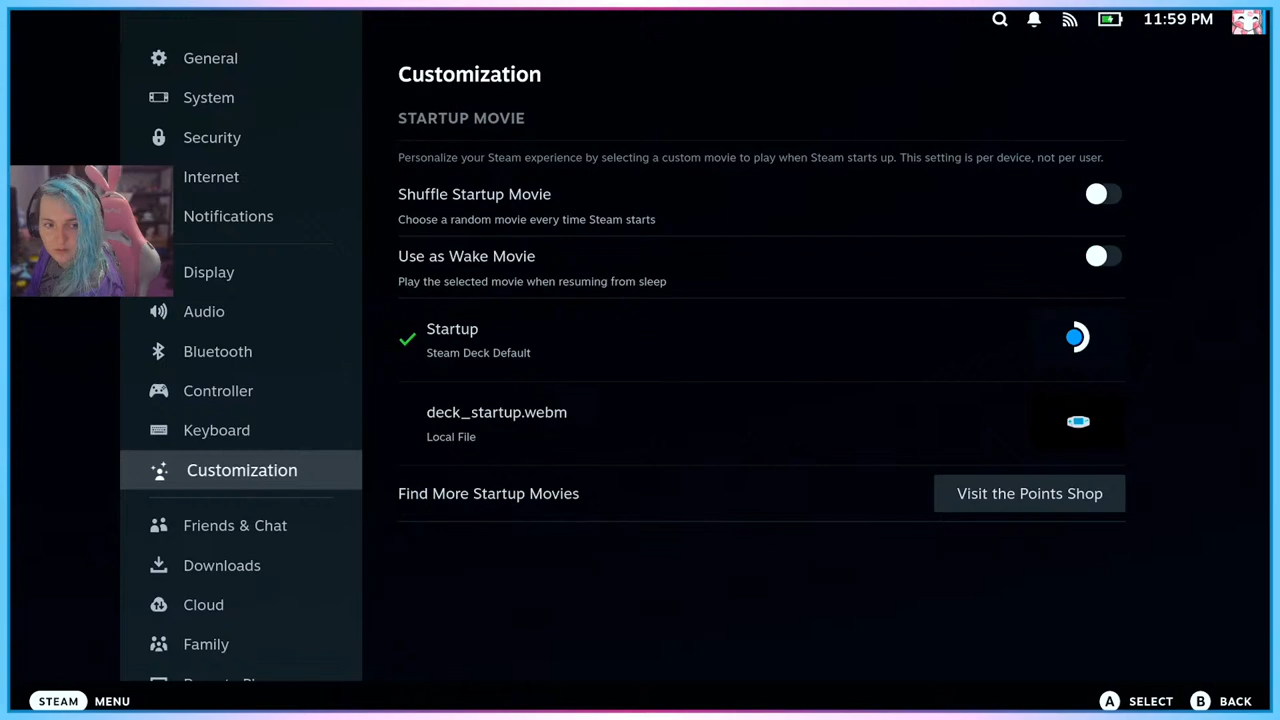 11:59 PM
General
System
Security
Internet
Notifications
Display
Audio
Bluetooth
Controller
Keyboard
Customization
Friends & Chat
Downloads
Cloud
Family
Customization
STARTUP MOVIE
Personalize your Steam experience by selecting a custom movie to play when Steam starts up. This setting is per device, not per user.
Shuffle Startup Movie
Choose a random movie every time Steam starts
Use as Wake Movie
Play the selected movie when resuming from sleep
Startup
Steam Deck Default
deck_startup.webm
Local File
Find More Startup Movies
Visit the Points Shop
STEAM MENU
A SELECT B BACK